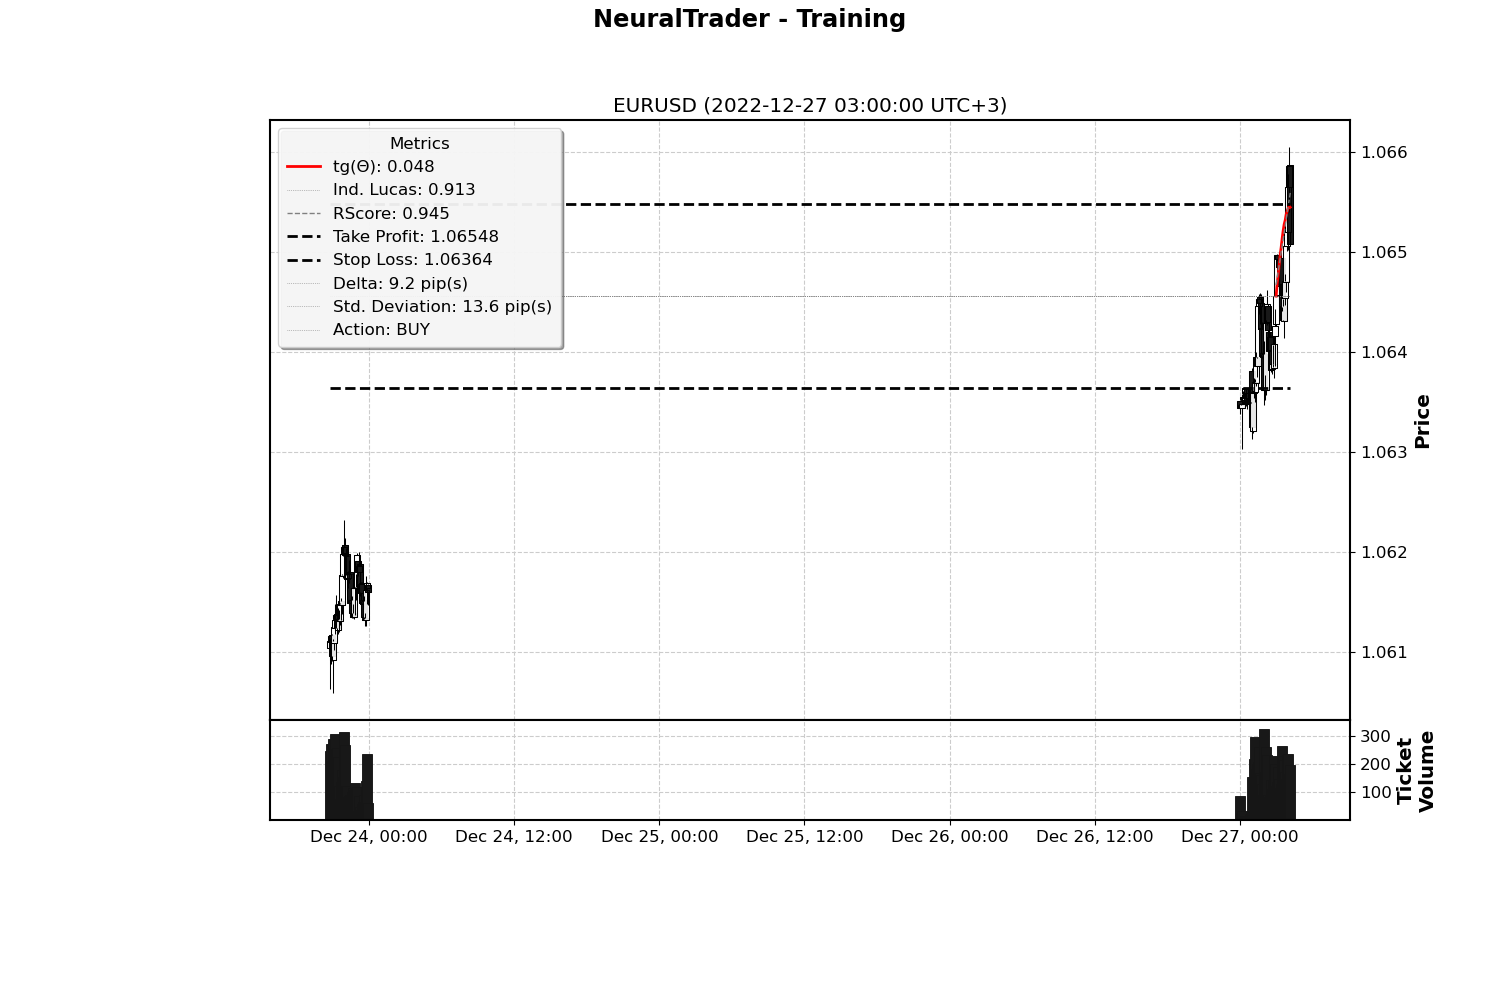 NeuralTrader - Training
EURUSD (2022-12-27 03:00:00 UTC+3)
Metrics
tg(Θ): 0.048
Ind. Lucas: 0.913
RScore: 0.945
Take Profit: 1.06548
Stop Loss: 1.06364
Delta: 9.2 pip(s)
Std. Deviation: 13.6 pip(s)
Action: BUY
1.066
1.065
1.064
1.063
1.062
1.061
Price
300
200
100
Ticket
Volume
Dec 24, 00:00
Dec 24, 12:00
Dec 25, 00:00
Dec 25, 12:00
Dec 26, 00:00
Dec 26, 12:00
Dec 27, 00:00